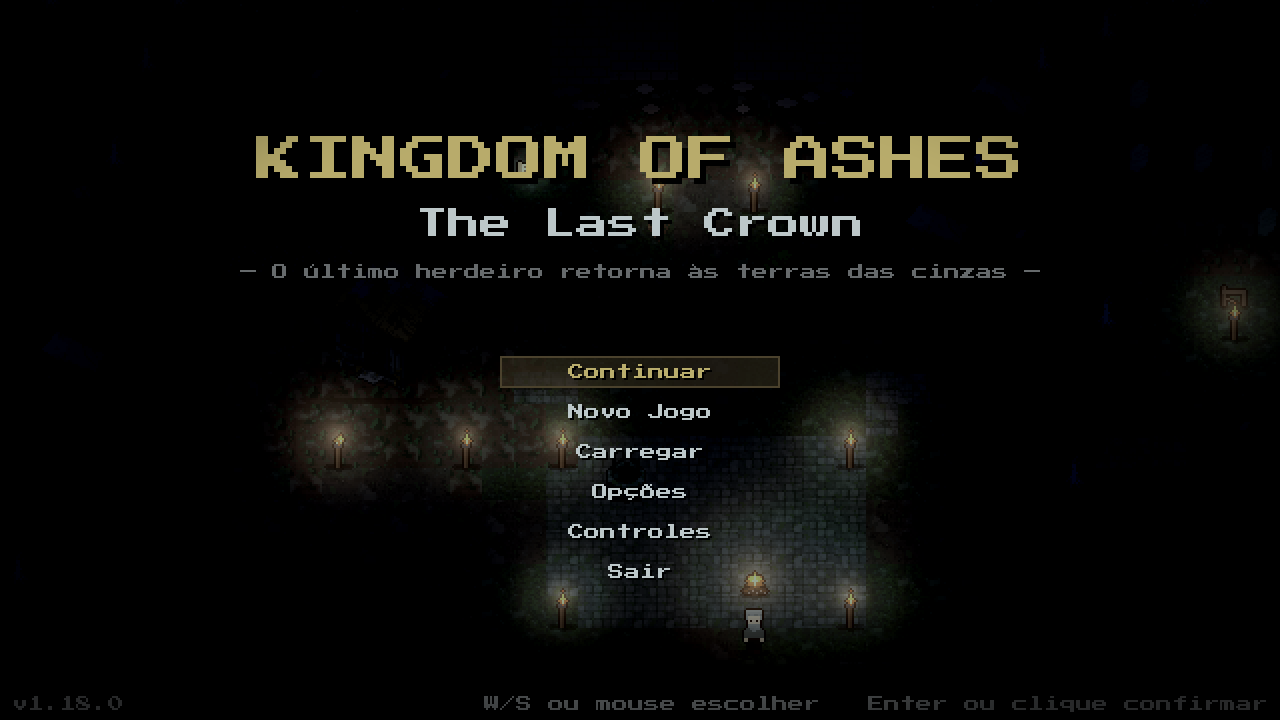 KINGDOM OF ASHES
The Last Crown
— O último herdeiro retorna às terras das cinzas —
Continuar
Novo Jogo
Carregar
Opções
Controles
Sair
v1.18.0
W/S ou mouse escolher   Enter ou clique confirmar